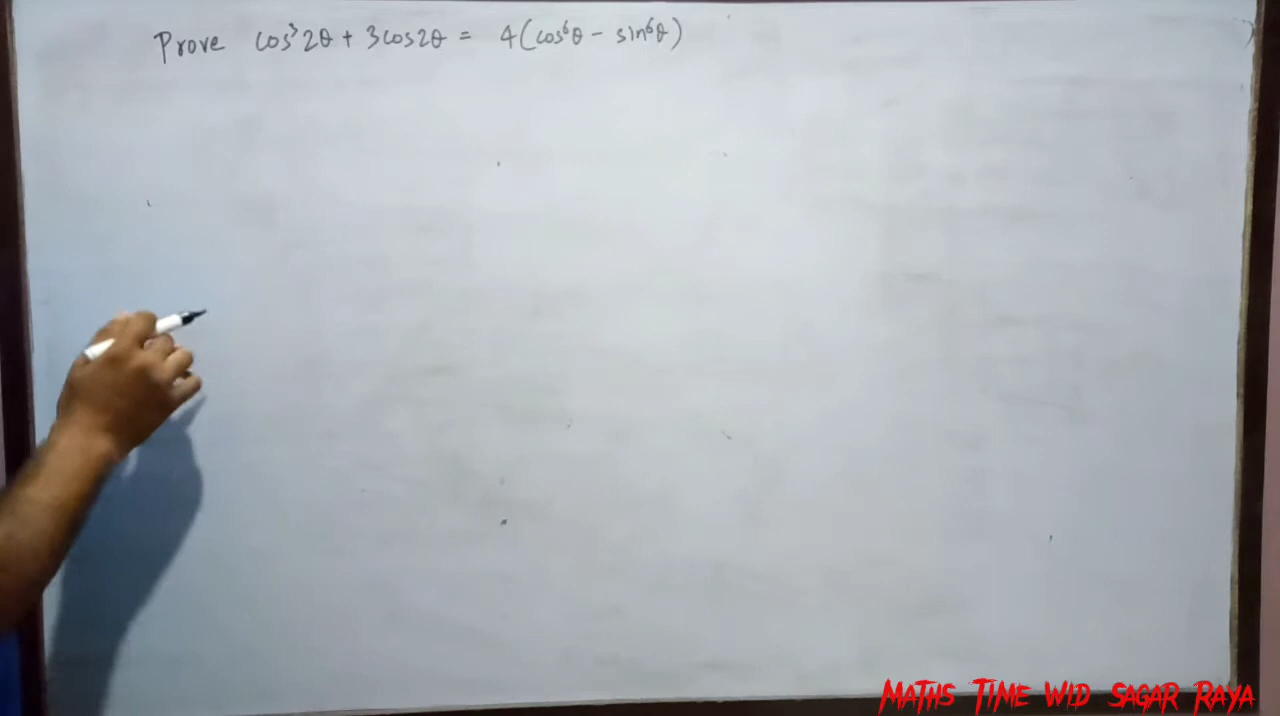 Prove cos³2θ + 3cos2θ = 4(cos⁶θ − sin⁶θ)
MATHS TIME WID SAGAR RAYA